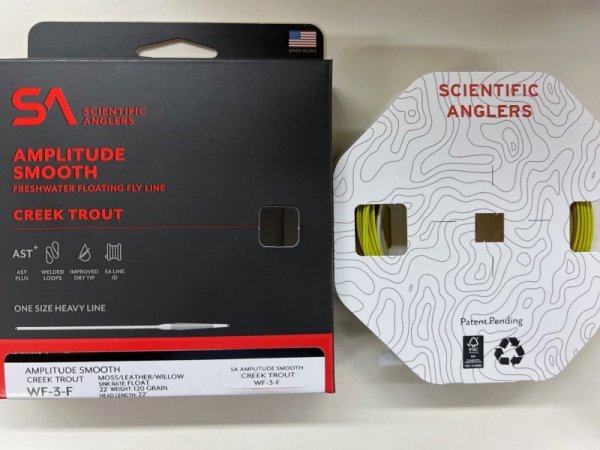 MADE IN USA
SA SCIENTIFIC
ANGLERS
AMPLITUDE
SMOOTH
FRESHWATER FLOATING FLY LINE
CREEK TROUT
AST+
AST
PLUS
WELDED
LOOPS
IMPROVED
DRY TIP
SA LINE
ID
ONE SIZE HEAVY LINE
AMPLITUDE SMOOTH
CREEK TROUT
WF-3-F
MOSS/LEATHER/WILLOW
SINK RATE: FLOAT
22' WEIGHT: 120 GRAIN
HEAD LENGTH: 22'
SA AMPLITUDE SMOOTH
CREEK TROUT
WF-3-F
SCIENTIFIC
ANGLERS
Patent Pending
FSC